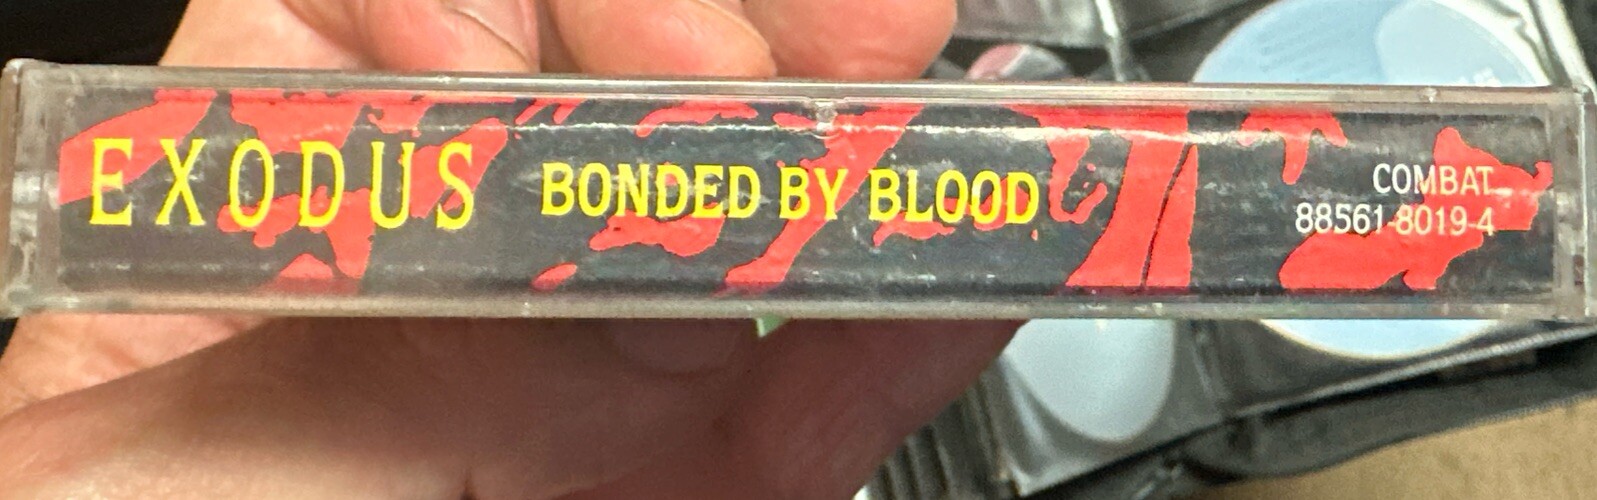 EXODUS BONDED BY BLOOD
COMBAT
88561-8019-4